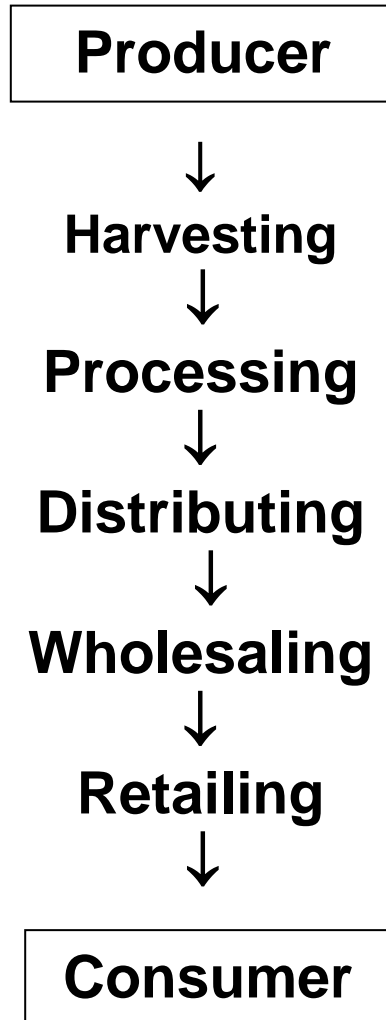 Producer
↓
Harvesting
↓
Processing
↓
Distributing
↓
Wholesaling
↓
Retailing
↓
Consumer